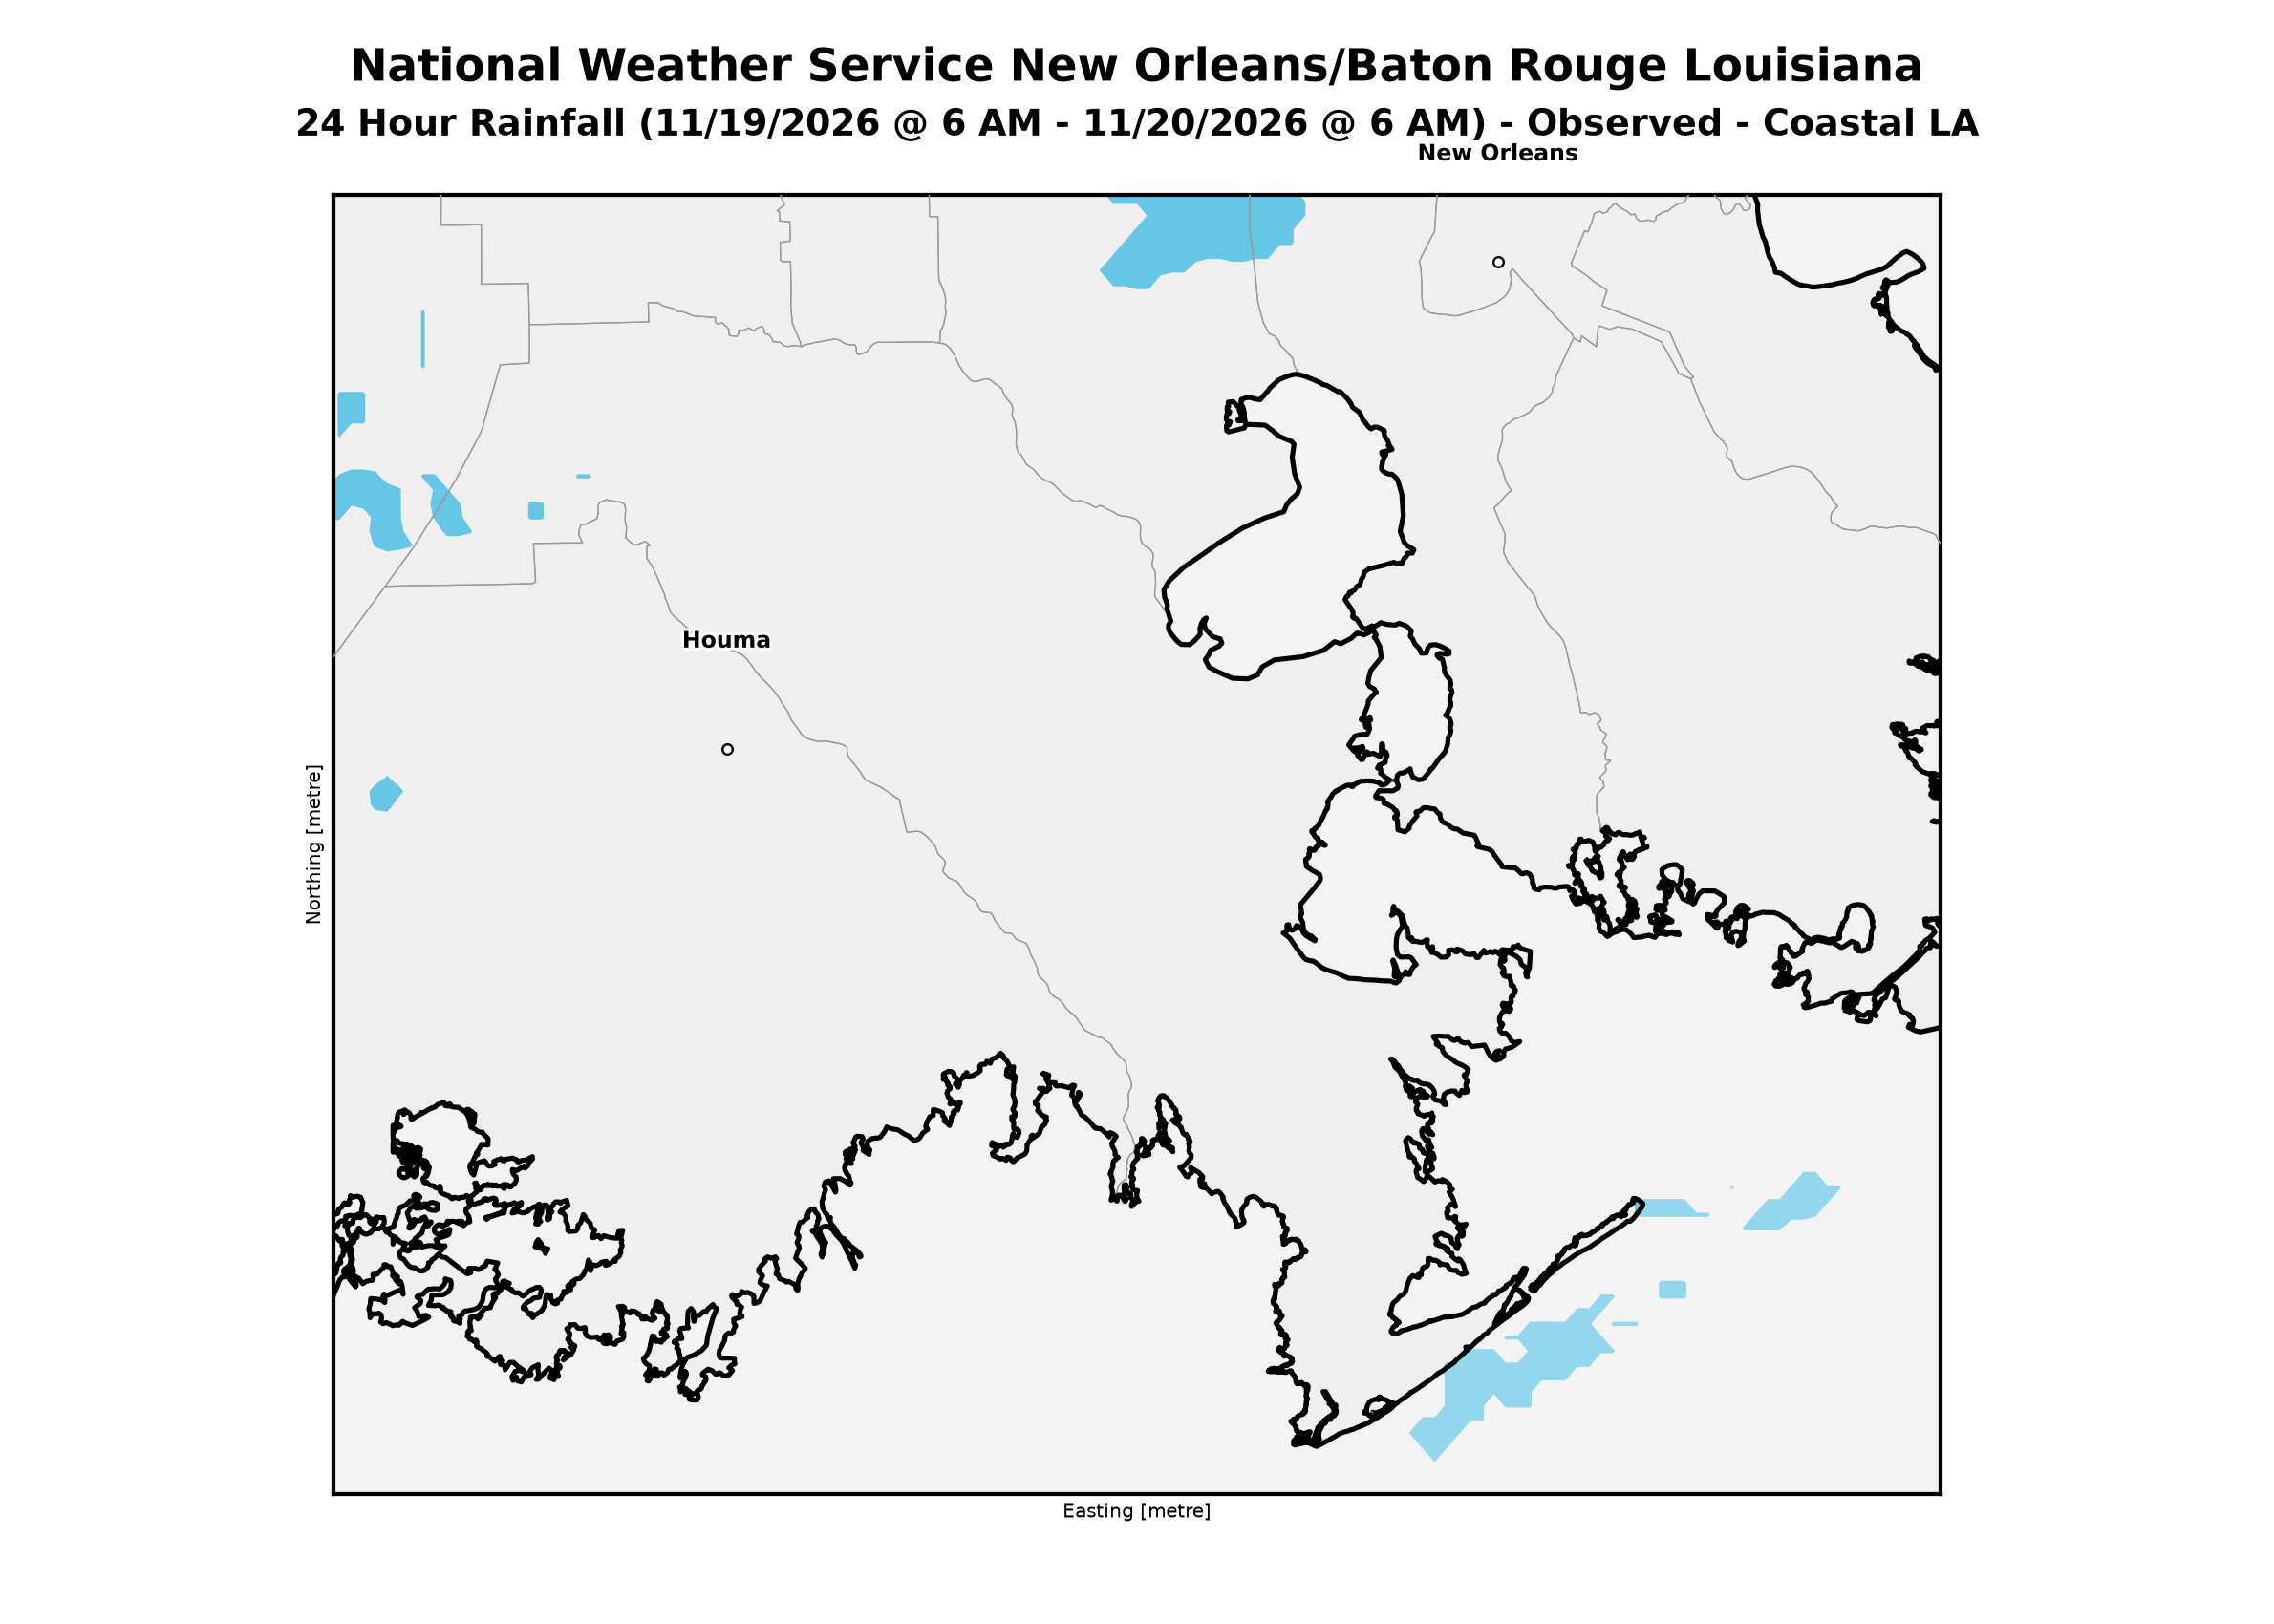 National Weather Service New Orleans/Baton Rouge Louisiana
24 Hour Rainfall (11/19/2026 @ 6 AM - 11/20/2026 @ 6 AM) - Observed - Coastal LA
New Orleans
Houma
Northing [metre]
Easting [metre]